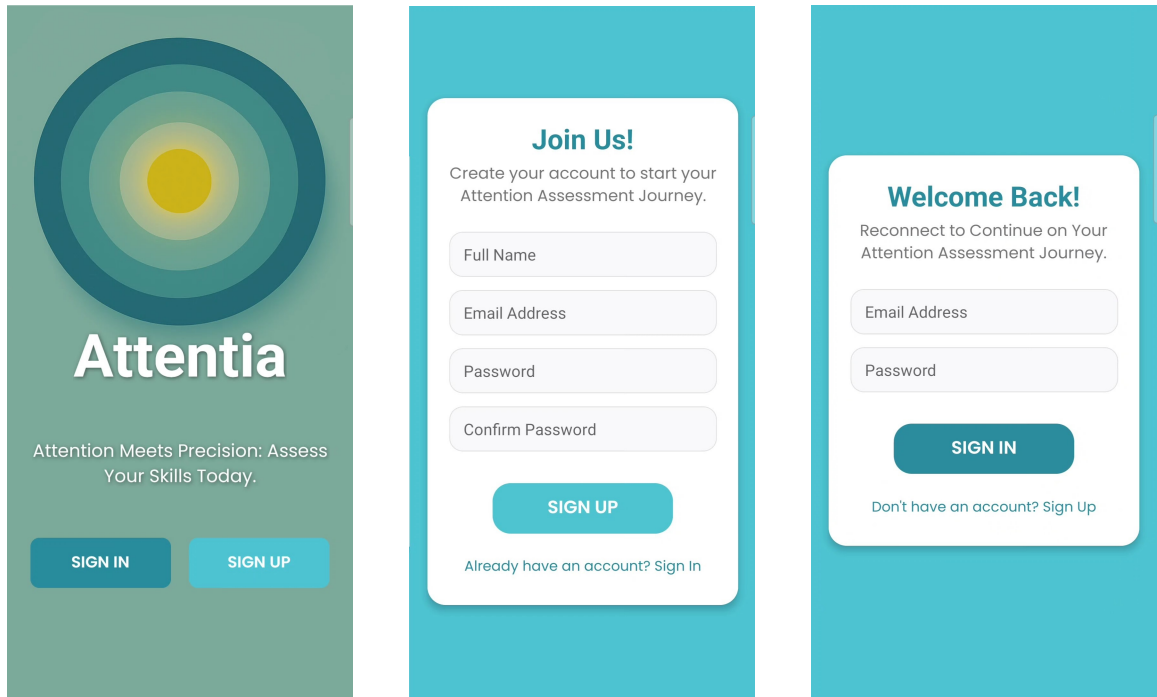 Attentia
Attention Meets Precision: Assess
Your Skills Today.
SIGN IN
SIGN UP
Join Us!
Create your account to start your
Attention Assessment Journey.
Full Name
Email Address
Password
Confirm Password
SIGN UP
Already have an account? Sign In
Welcome Back!
Reconnect to Continue on Your
Attention Assessment Journey.
Email Address
Password
SIGN IN
Don't have an account? Sign Up